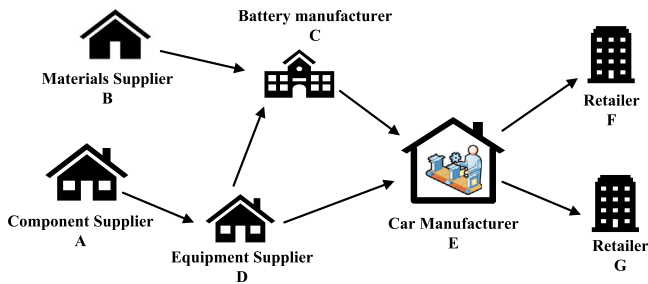 Battery manufacturer
C
Materials Supplier
B
Retailer
F
Component Supplier
A
Equipment Supplier
D
Car Manufacturer
E
Retailer
G